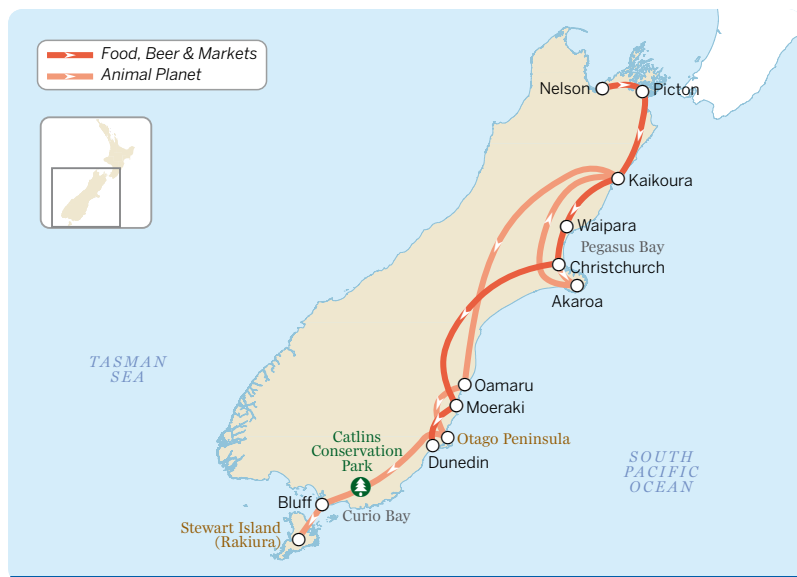 Food, Beer & Markets
Animal Planet
Nelson
Picton
Kaikoura
Waipara
Pegasus Bay
Christchurch
Akaroa
TASMAN
SEA
Oamaru
Moeraki
Otago Peninsula
Catlins
Conservation
Park
Dunedin
SOUTH
PACIFIC
OCEAN
Bluff
Curio Bay
Stewart Island
(Rakiura)